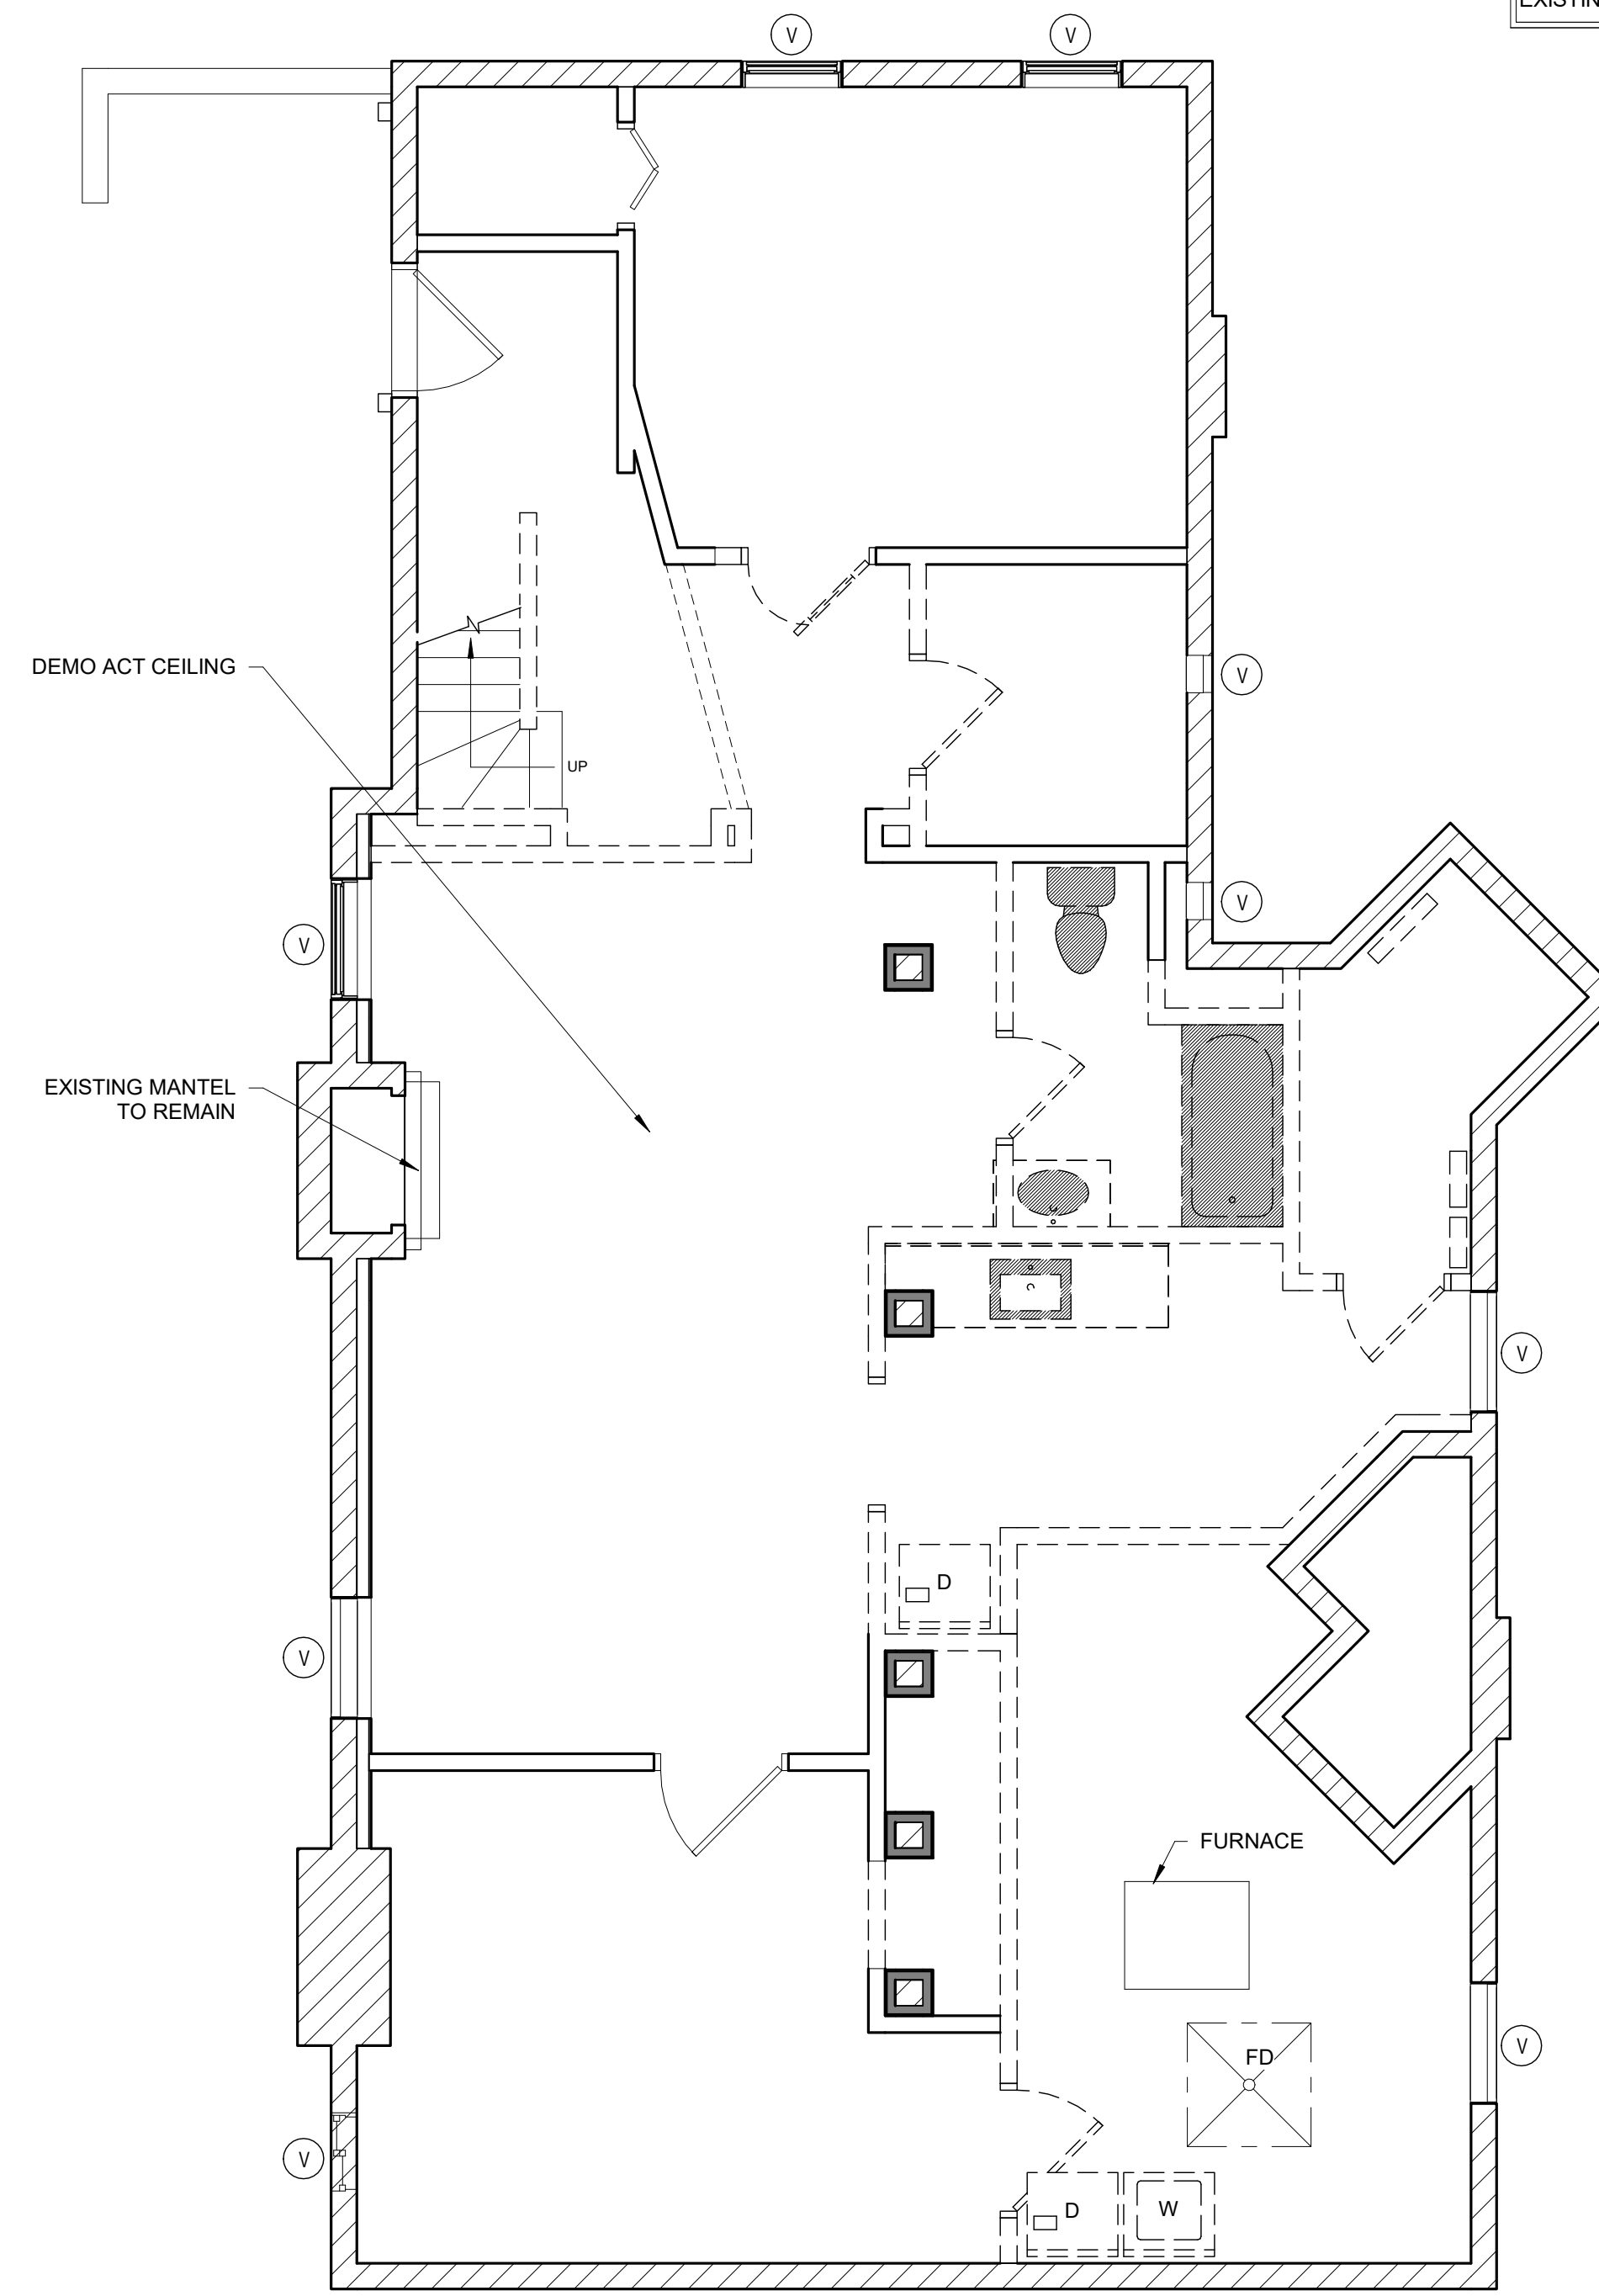 EXISTIN
V
V
DEMO ACT CEILING
V
UP
V
V
EXISTING MANTEL
TO REMAIN
V
D
V
FURNACE
V
FD
V
D
W